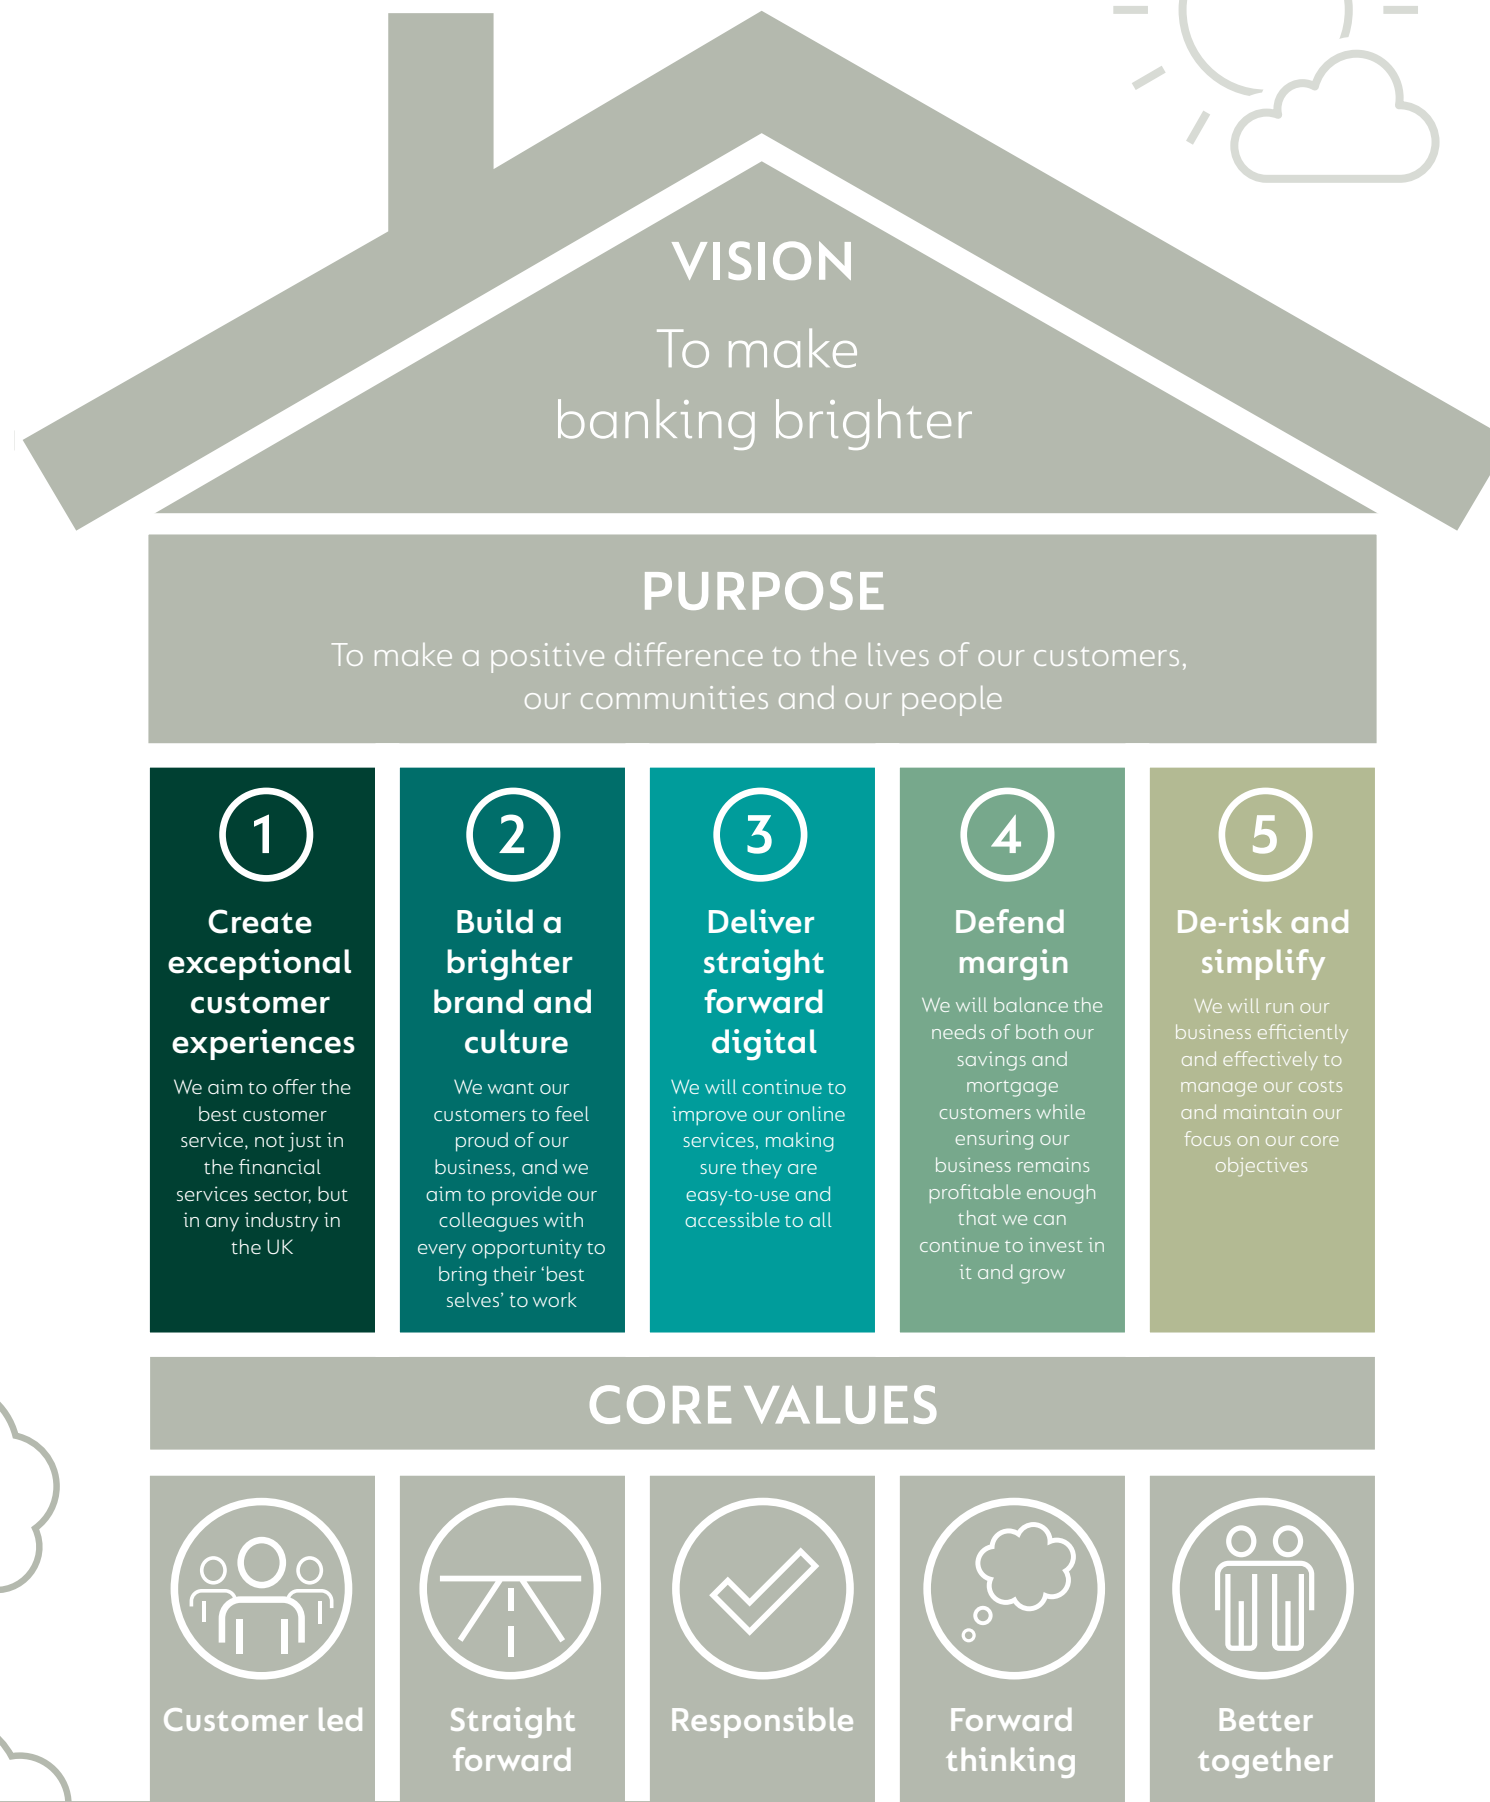 VISION
To make
banking brighter
PURPOSE
To make a positive difference to the lives of our customers,
our communities and our people
1
Create
exceptional
customer
experiences
We aim to offer the
best customer
service, not just in
the financial
services sector, but
in any industry in
the UK
2
Build a
brighter
brand and
culture
We want our
customers to feel
proud of our
business, and we
aim to provide our
colleagues with
every opportunity to
bring their ‘best
selves’ to work
3
Deliver
straight
forward
digital
We will continue to
improve our online
services, making
sure they are
easy-to-use and
accessible to all
4
Defend
margin
We will balance the
needs of both our
savings and
mortgage
customers while
ensuring our
business remains
profitable enough
that we can
continue to invest in
it and grow
5
De-risk and
simplify
We will run our
business efficiently
and effectively to
manage our costs
and maintain our
focus on our core
objectives
CORE VALUES
Customer led
Straight
forward
Responsible
Forward
thinking
Better
together